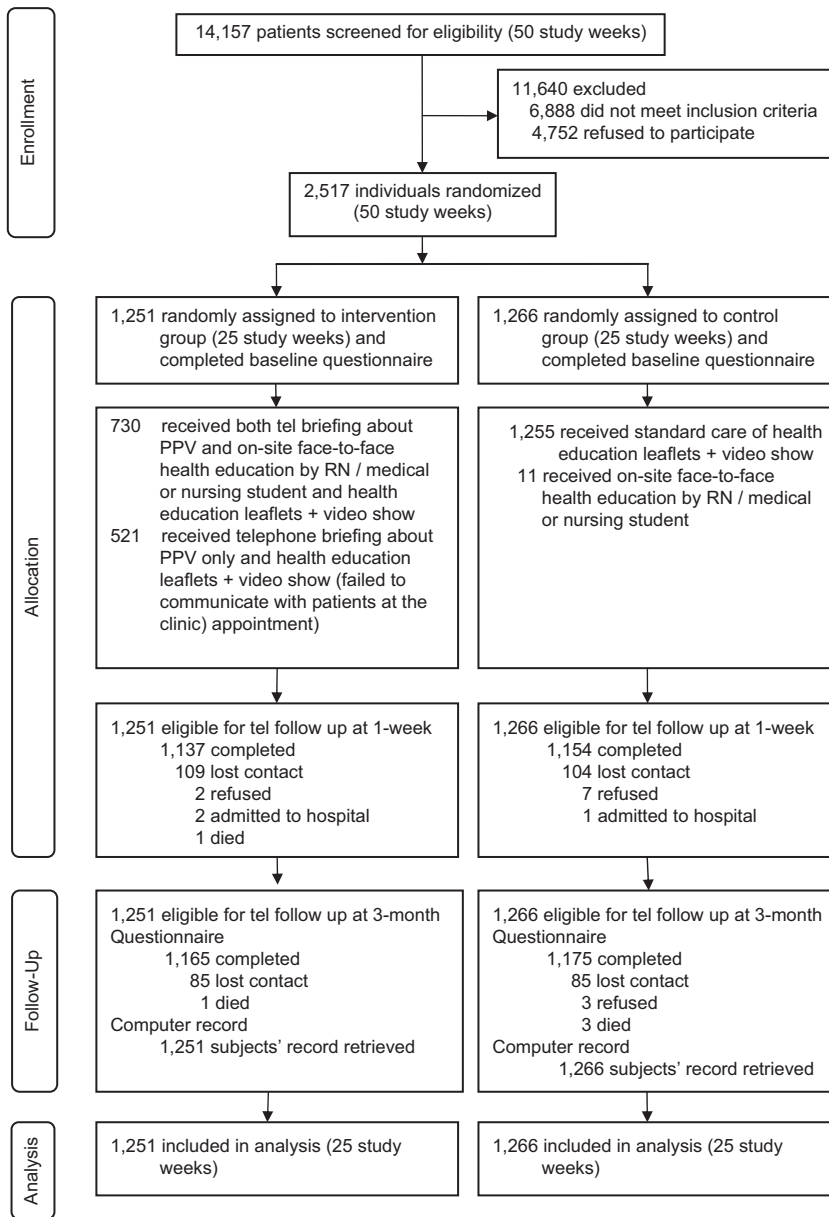 Enrollment
14,157 patients screened for eligibility (50 study weeks)
11,640 excluded
6,888 did not meet inclusion criteria
4,752 refused to participate
2,517 individuals randomized
(50 study weeks)
Allocation
1,251 randomly assigned to intervention
group (25 study weeks) and
completed baseline questionnaire
1,266 randomly assigned to control
group (25 study weeks) and
completed baseline questionnaire
730 received both tel briefing about
PPV and on-site face-to-face
health education by RN / medical
or nursing student and health
education leaflets + video show
521 received telephone briefing about
PPV only and health education
leaflets + video show (failed to
communicate with patients at the
clinic) appointment)
1,255 received standard care of health
education leaflets + video show
11 received on-site face-to-face
health education by RN / medical
or nursing student
1,251 eligible for tel follow up at 1-week
1,137 completed
109 lost contact
2 refused
2 admitted to hospital
1 died
1,266 eligible for tel follow up at 1-week
1,154 completed
104 lost contact
7 refused
1 admitted to hospital
Follow-Up
1,251 eligible for tel follow up at 3-month
Questionnaire
1,165 completed
85 lost contact
1 died
Computer record
1,251 subjects' record retrieved
1,266 eligible for tel follow up at 3-month
Questionnaire
1,175 completed
85 lost contact
3 refused
3 died
Computer record
1,266 subjects' record retrieved
Analysis
1,251 included in analysis (25 study
weeks)
1,266 included in analysis (25 study
weeks)